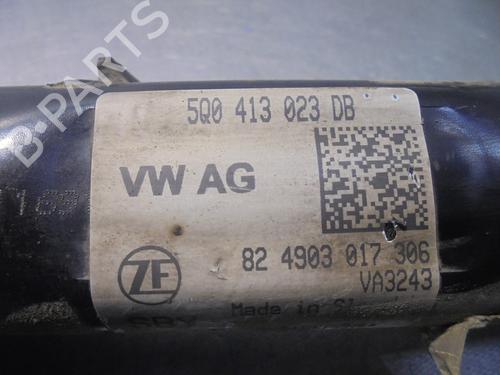 B-PARTS
5Q0 413 023 DB
VW AG
82 4903 017 306
VA3243
ZF
Made in